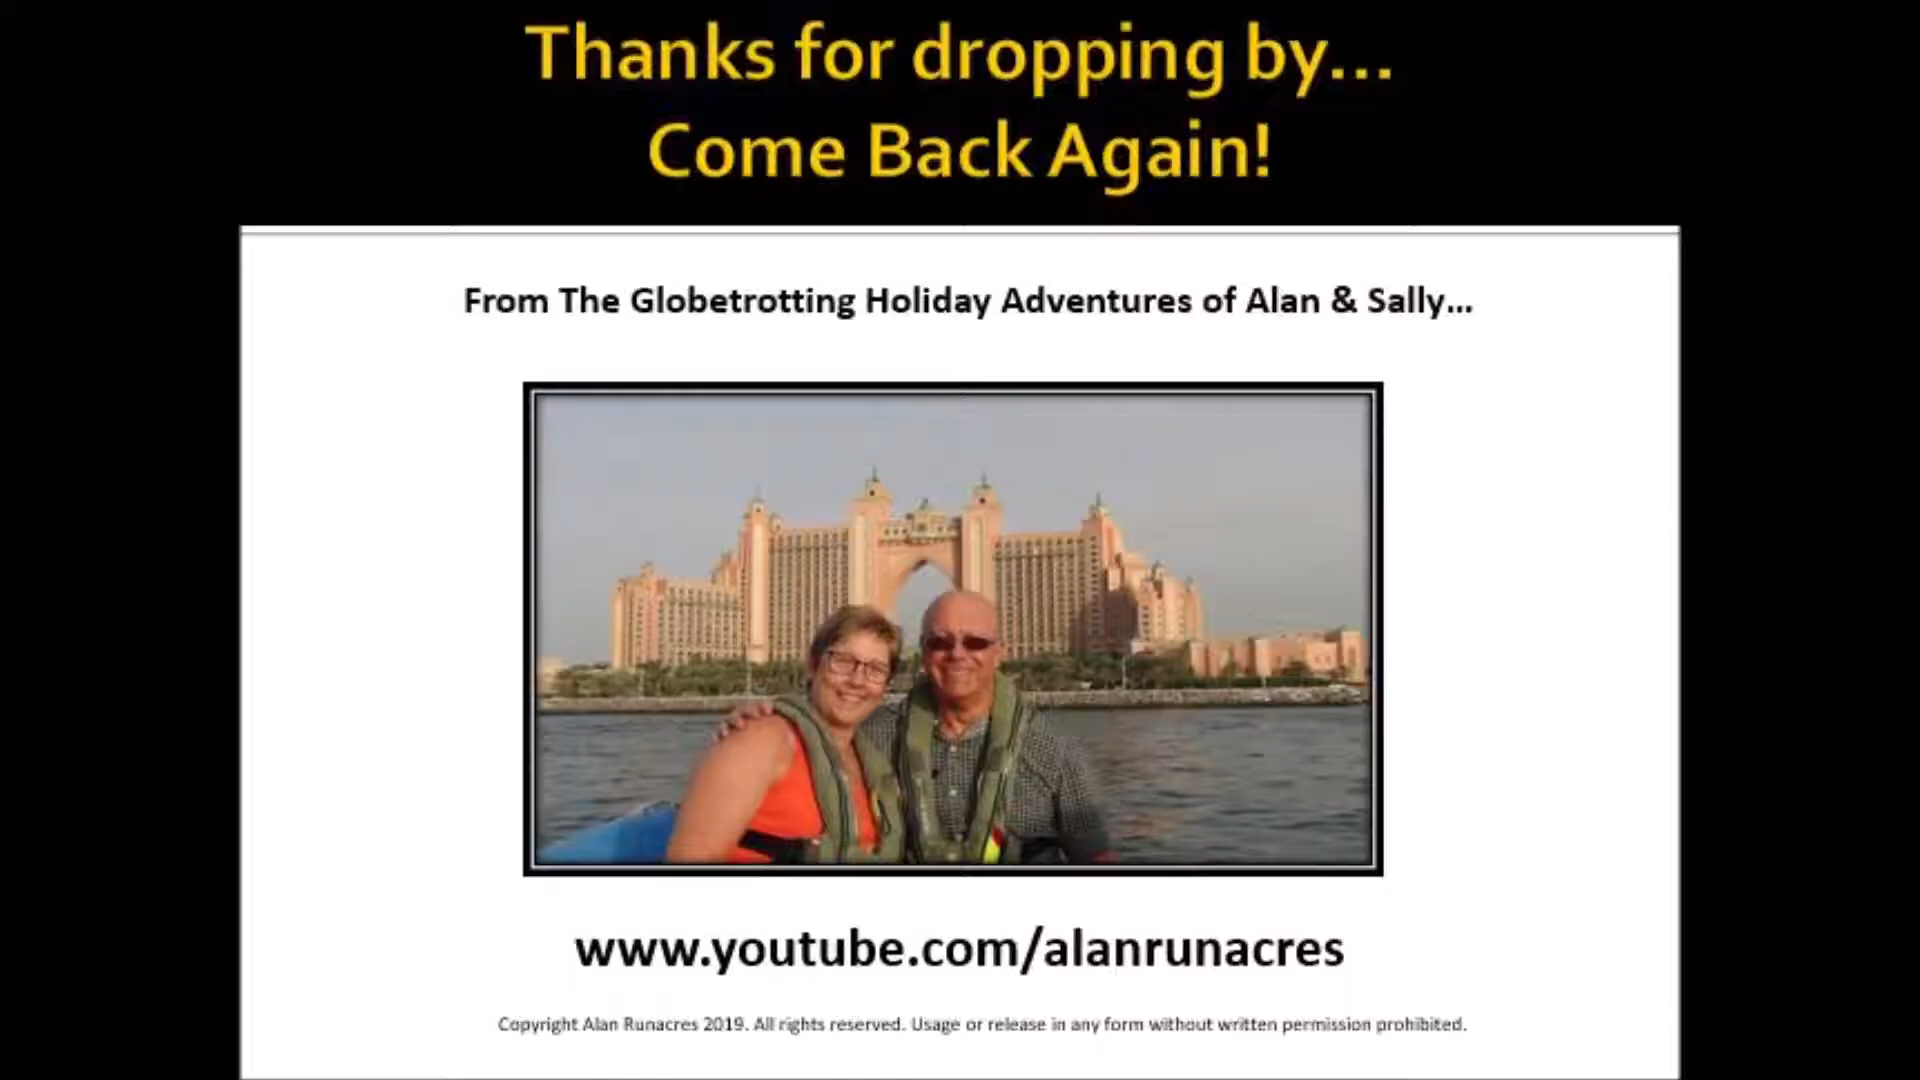 Thanks for dropping by...
Come Back Again!
From The Globetrotting Holiday Adventures of Alan & Sally...
www.youtube.com/alanrunacres
Copyright Alan Runacres 2019. All rights reserved. Usage or release in any form without written permission prohibited.